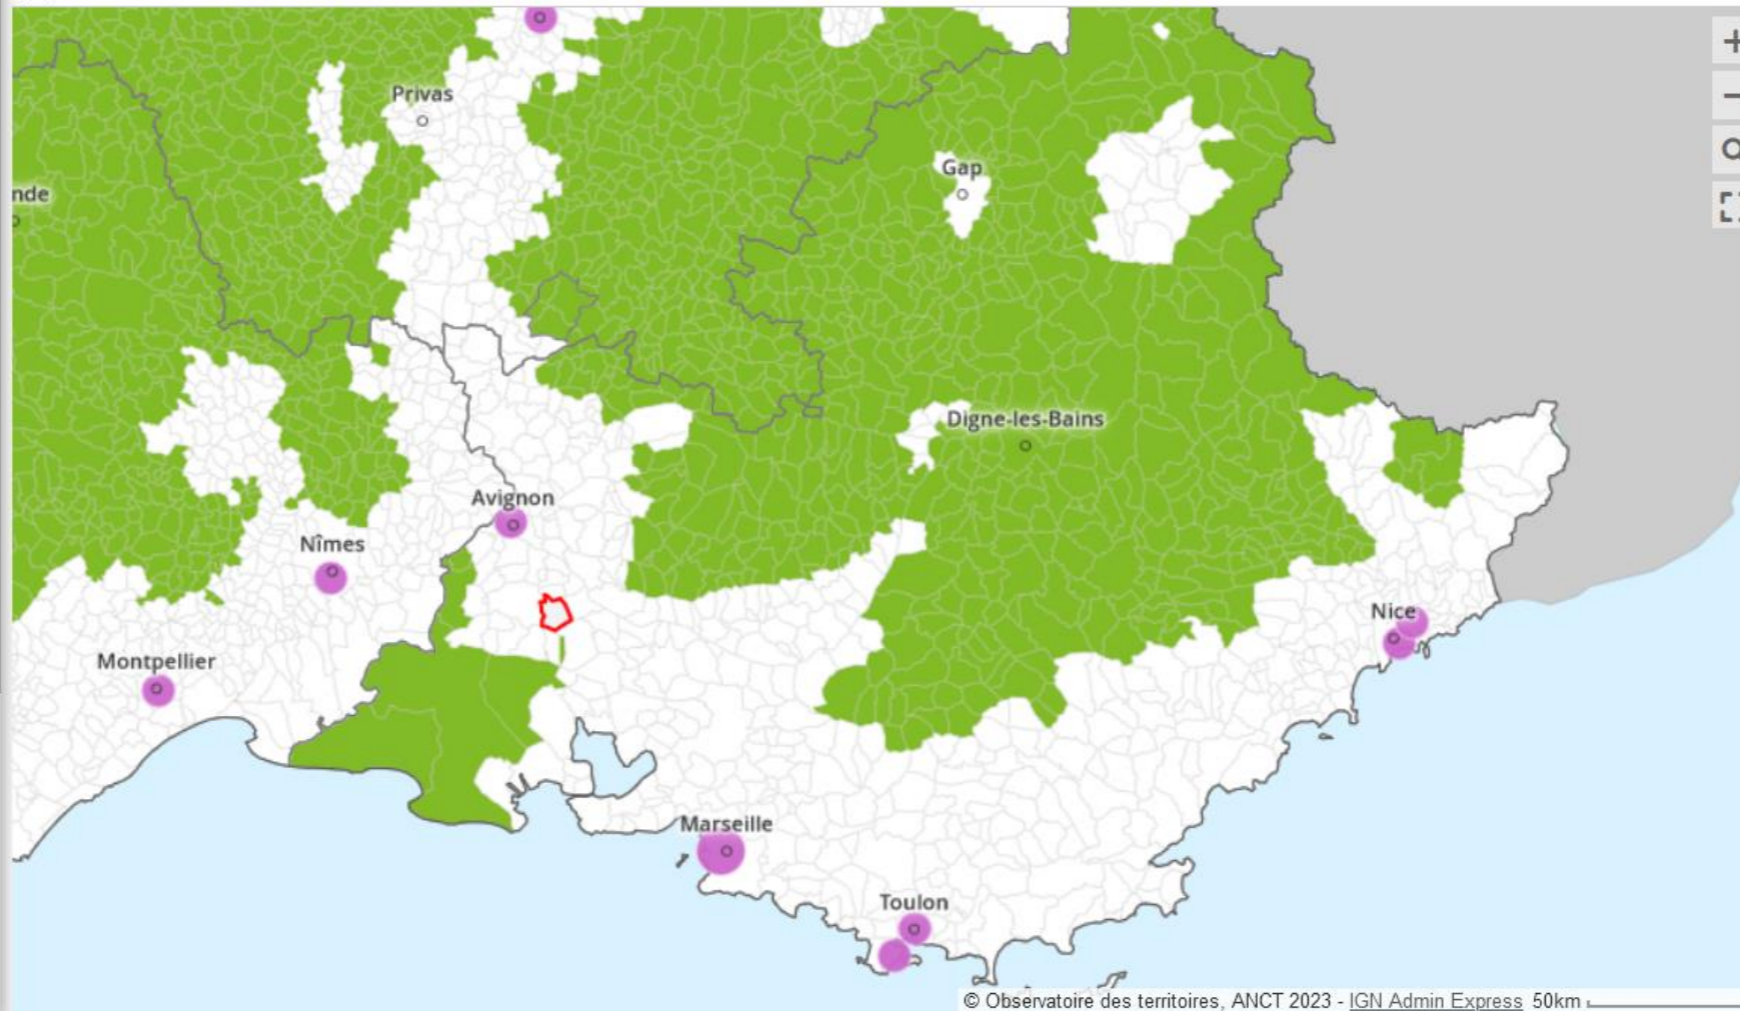 Privas
Gap
nde
Digne-les-Bains
Avignon
Nîmes
Nice
Montpellier
Marseille
Toulon
© Observatoire des territoires, ANCT 2023 - IGN Admin Express 50km